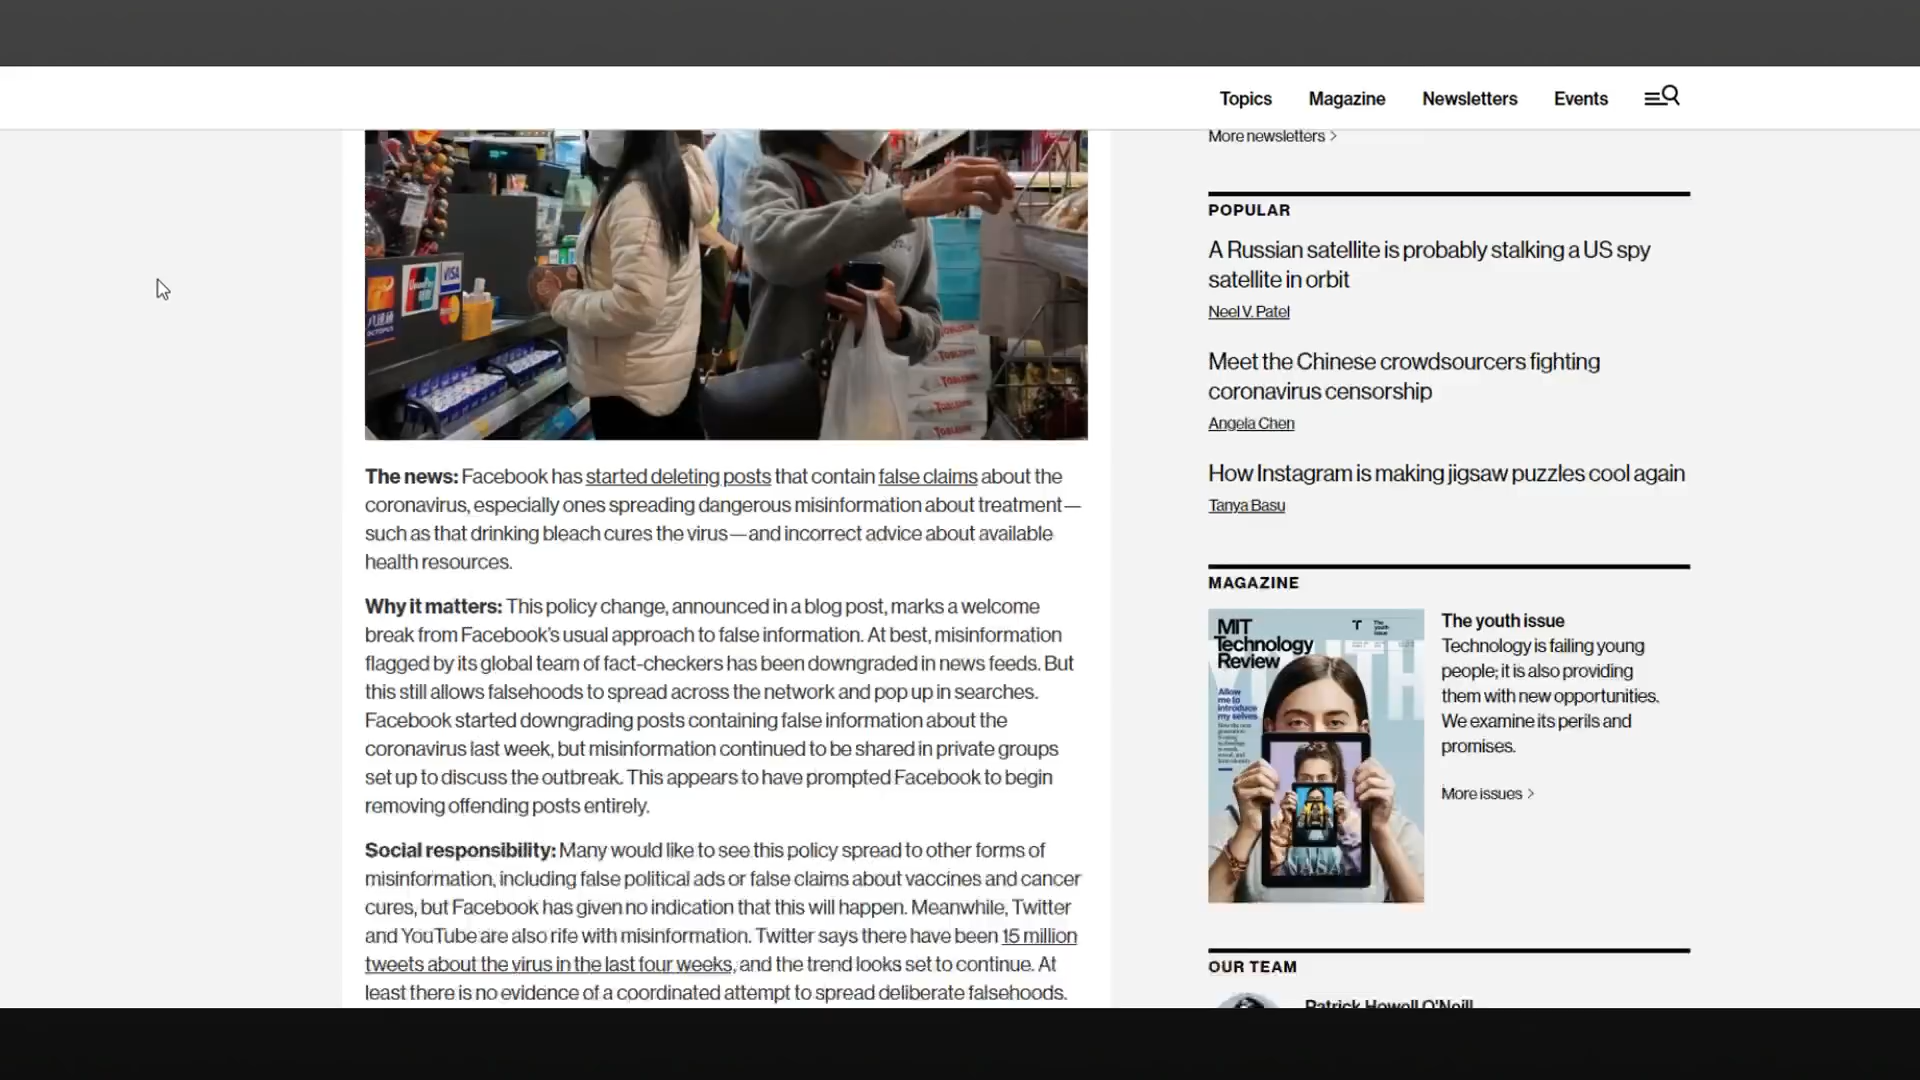 Topics Magazine Newsletters Events
More newsletters >
VISA
POPULAR
A Russian satellite is probably stalking a US spy
satellite in orbit
Neel V. Patel
Meet the Chinese crowdsourcers fighting
coronavirus censorship
Angela Chen
How Instagram is making jigsaw puzzles cool again
Tanya Basu
The news: Facebook has started deleting posts that contain false claims about the
coronavirus, especially ones spreading dangerous misinformation about treatment—
such as that drinking bleach cures the virus—and incorrect advice about available
health resources.
Why it matters: This policy change, announced in a blog post, marks a welcome
break from Facebook's usual approach to false information. At best, misinformation
flagged by its global team of fact-checkers has been downgraded in news feeds. But
this still allows falsehoods to spread across the network and pop up in searches.
Facebook started downgrading posts containing false information about the
coronavirus last week, but misinformation continued to be shared in private groups
set up to discuss the outbreak. This appears to have prompted Facebook to begin
removing offending posts entirely.
Social responsibility: Many would like to see this policy spread to other forms of
misinformation, including false political ads or false claims about vaccines and cancer
cures, but Facebook has given no indication that this will happen. Meanwhile, Twitter
and YouTube are also rife with misinformation. Twitter says there have been 15 million
tweets about the virus in the last four weeks, and the trend looks set to continue. At
least there is no evidence of a coordinated attempt to spread deliberate falsehoods.
MAGAZINE
MIT
Technology
Review
The
youth
issue
Allow
me to
introduce
my selves
The youth issue
Technology is failing young
people; it is also providing
them with new opportunities.
We examine its perils and
promises.
More issues >
OUR TEAM
Patrick Howell O'Neill